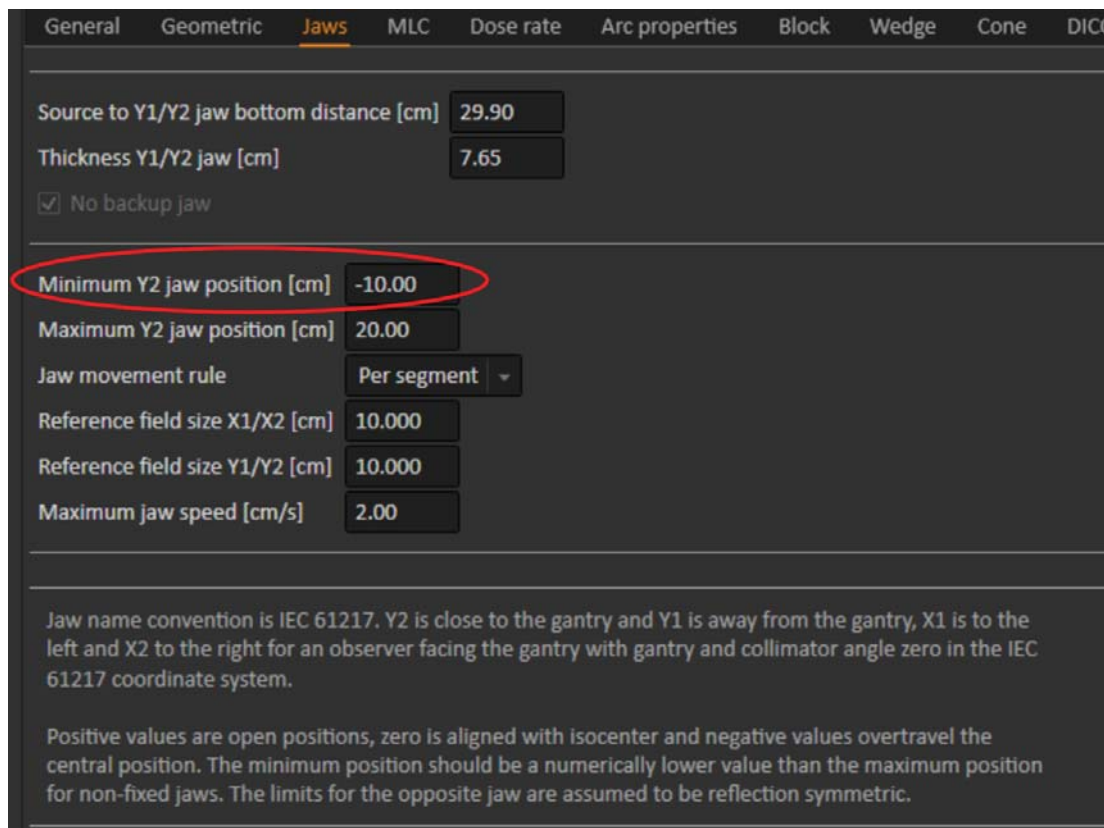 General Geometric Jaws MLC Dose rate Arc properties Block Wedge Cone
Source to Y1/Y2 jaw bottom distance [cm] 29.90
Thickness Y1/Y2 jaw [cm] 7.65
No backup jaw
Minimum Y2 jaw position [cm] -10.00
Maximum Y2 jaw position [cm] 20.00
Jaw movement rule Per segment
Reference field size X1/X2 [cm] 10.000
Reference field size Y1/Y2 [cm] 10.000
Maximum jaw speed [cm/s] 2.00
Jaw name convention is IEC 61217. Y2 is close to the gantry and Y1 is away from the gantry, X1 is to the
left and X2 to the right for an observer facing the gantry with gantry and collimator angle zero in the IEC
61217 coordinate system.
Positive values are open positions, zero is aligned with isocenter and negative values overtravel the
central position. The minimum position should be a numerically lower value than the maximum position
for non-fixed jaws. The limits for the opposite jaw are assumed to be reflection symmetric.